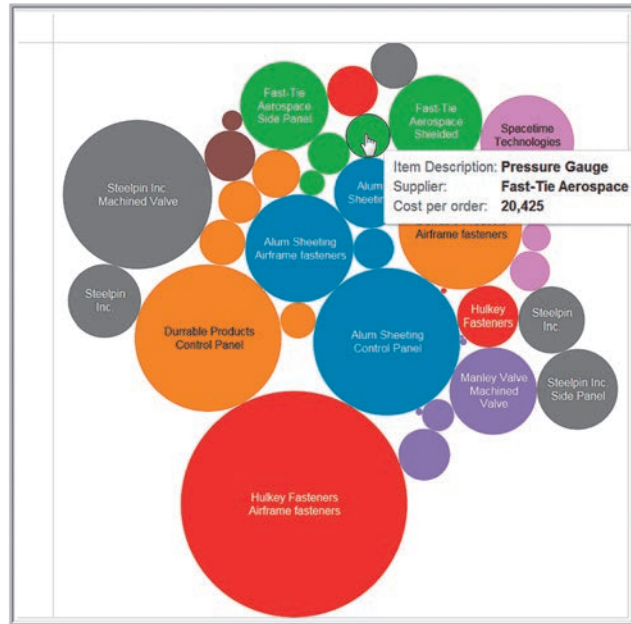 Fast-Tie
Aerospace
Side Panel
Fast-Tie
Aerospace
Shielded
Spacetime
Technologies
Item Description: Pressure Gauge
Supplier: Fast-Tie Aerospace
Cost per order: 20,425
Steelpin Inc.
Machined Valve
Alum
Sheeting
Airframe fasteners
Alum Sheeting
Airframe fasteners
Steelpin
Inc.
Durrable Products
Control Panel
Alum Sheeting
Control Panel
Hulkey
Fasteners
Steelpin
Inc.
Manley Valve
Machined
Valve
Steelpin Inc.
Side Panel
Hulkey Fasteners
Airframe fasteners